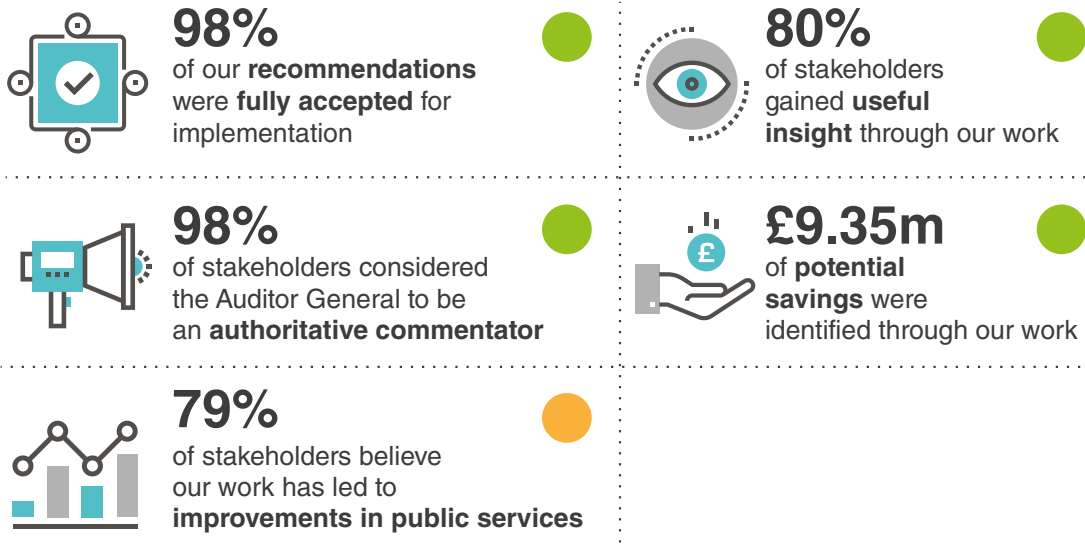 98%
of our recommendations
were fully accepted for
implementation
80%
of stakeholders
gained useful
insight through our work
98%
of stakeholders considered
the Auditor General to be
an authoritative commentator
£
£9.35m
of potential
savings were
identified through our work
79%
of stakeholders believe
our work has led to
improvements in public services